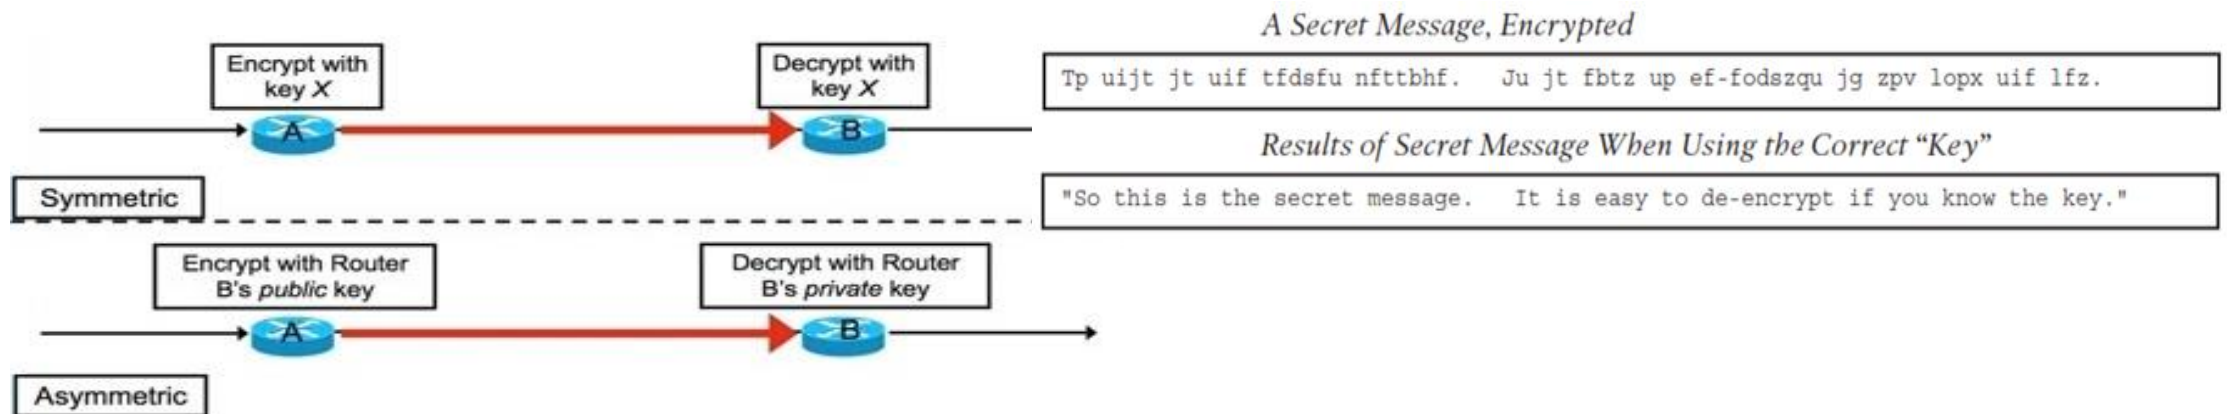 Encrypt with
key X
Decrypt with
key X
A
B
Symmetric
Encrypt with Router
B's public key
Decrypt with Router
B's private key
A
B
Asymmetric
A Secret Message, Encrypted
Tp uijt jt uif tfdsfu nfttbhf.   Ju jt fbtz up ef-fodszqu jg zpv lopx uif lfz.
Results of Secret Message When Using the Correct “Key”
"So this is the secret message.   It is easy to de-encrypt if you know the key."